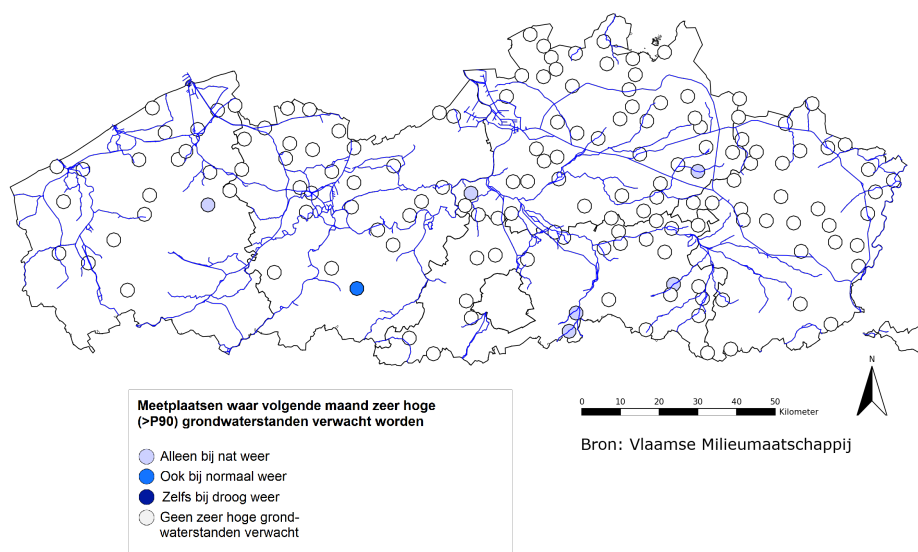 N
0 10 20 30 40 50
Kilometer
Bron: Vlaamse Milieumaatschappij
Meetplaatsen waar volgende maand zeer hoge
(>P90) grondwaterstanden verwacht worden
Alleen bij nat weer
Ook bij normaal weer
Zelfs bij droog weer
Geen zeer hoge grond-
waterstanden verwacht